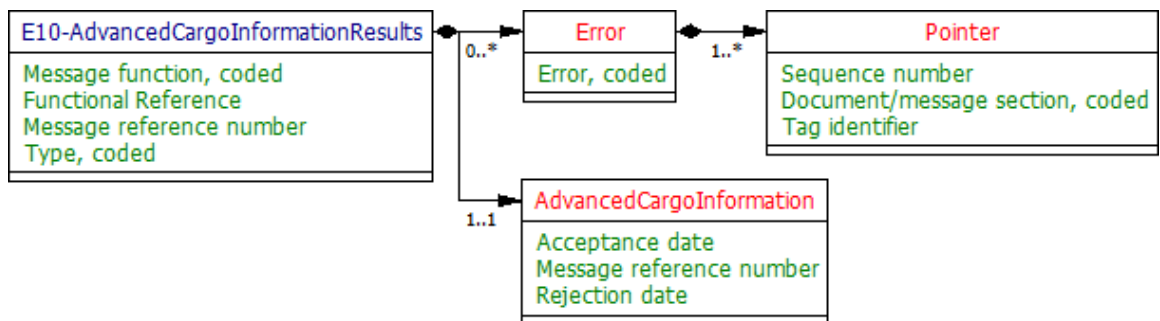 E10-AdvancedCargoInformationResults
Message function, coded
Functional Reference
Message reference number
Type, coded
0..*
Error
Error, coded
1..*
Pointer
Sequence number
Document/message section, coded
Tag identifier
1..1
AdvancedCargoInformation
Acceptance date
Message reference number
Rejection date